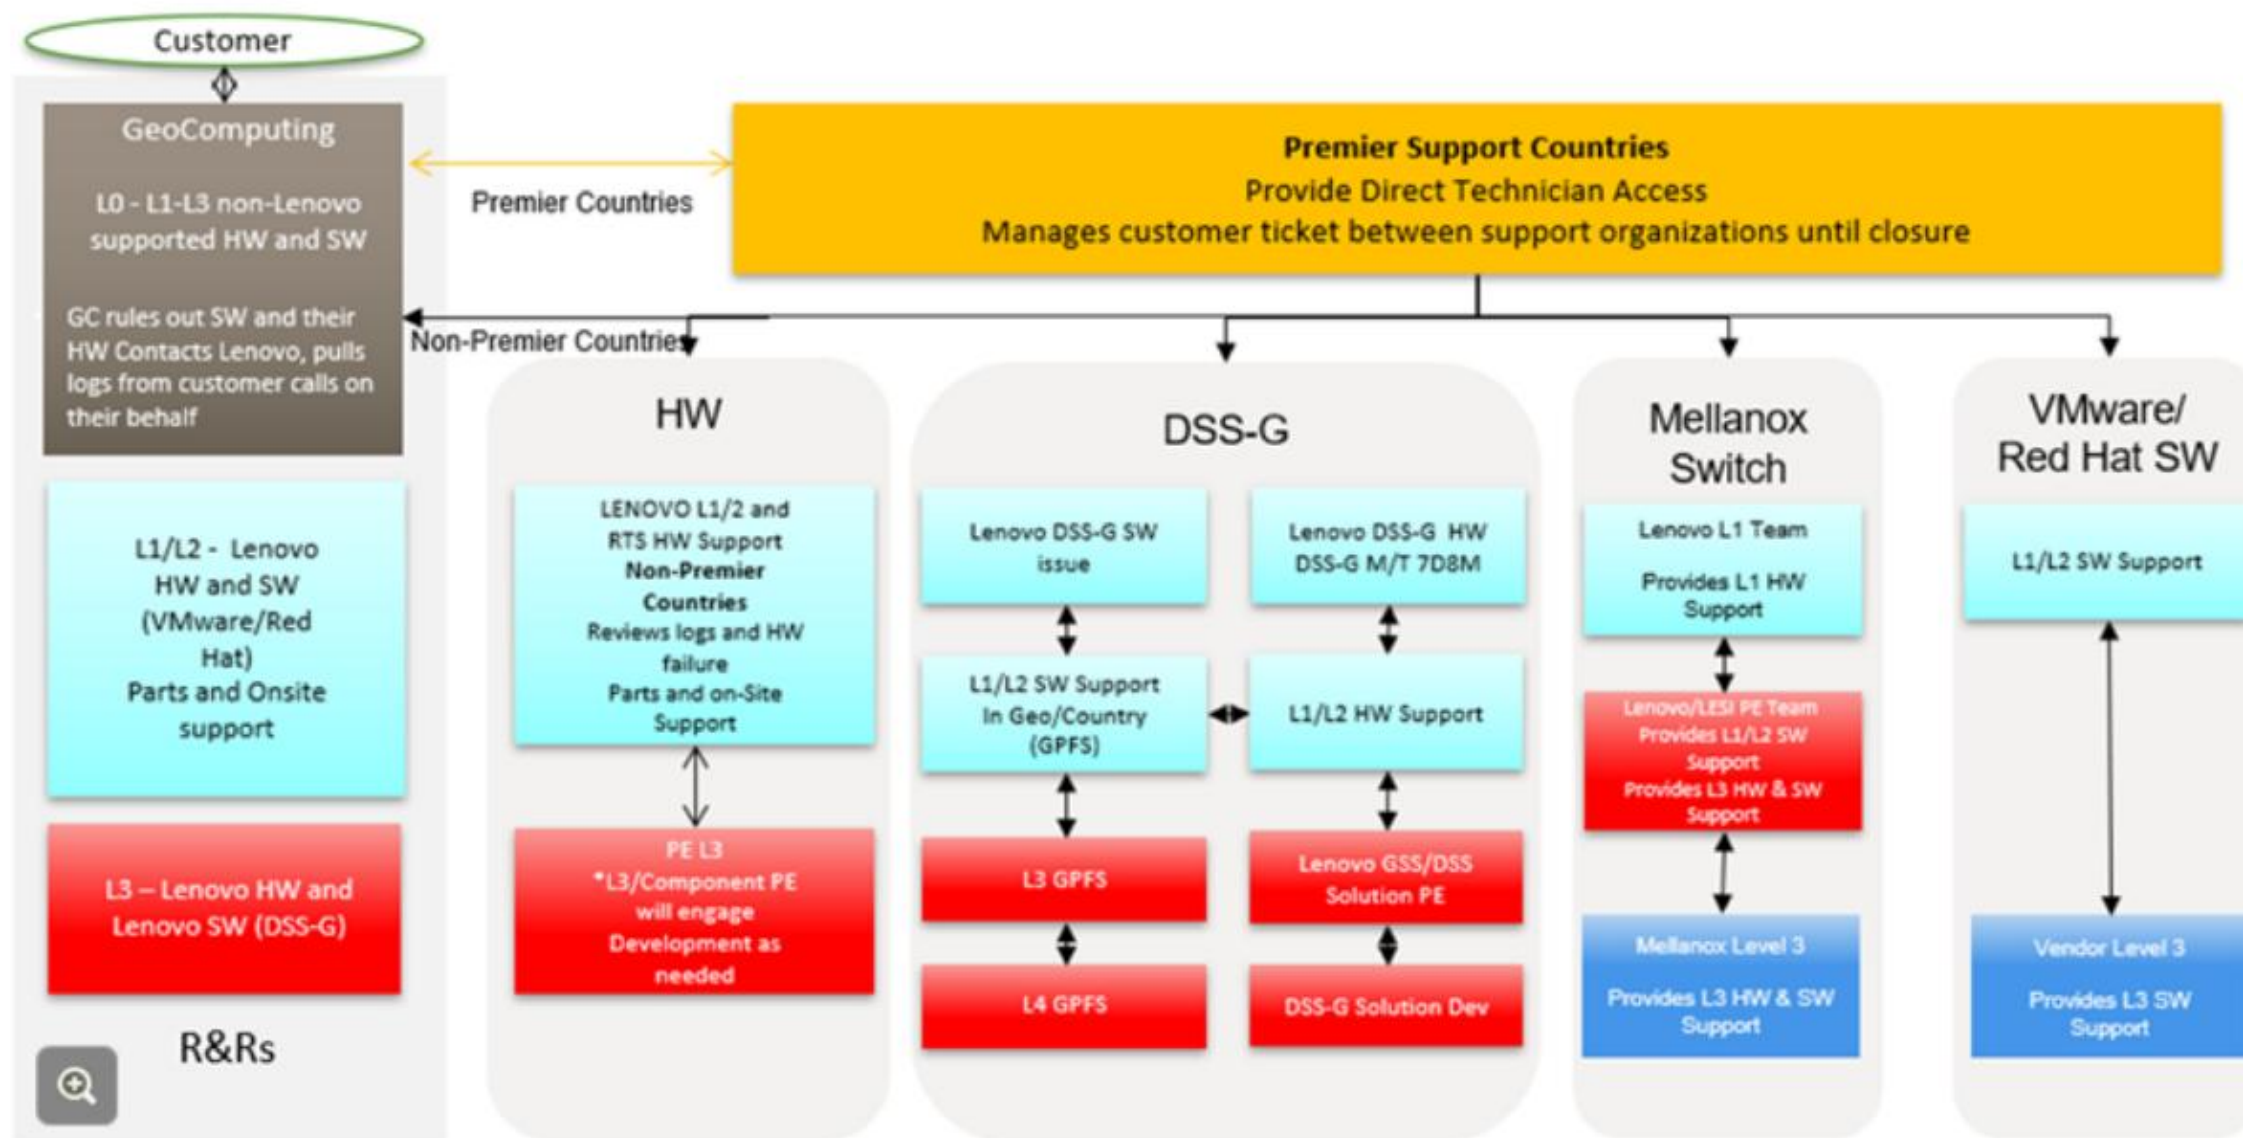 Customer
GeoComputing
L0 - L1-L3 non-Lenovo
supported HW and SW
GC rules out SW and their
HW Contacts Lenovo, pulls
logs from customer calls on
their behalf
L1/L2 - Lenovo
HW and SW
(VMware/Red
Hat)
Parts and Onsite
support
L3 – Lenovo HW and
Lenovo SW (DSS-G)
R&Rs
Premier Countries
Non-Premier Countries
Premier Support Countries
Provide Direct Technician Access
Manages customer ticket between support organizations until closure
HW
LENOVO L1/2 and
RTS HW Support
Non-Premier
Countries
Reviews logs and HW
failure
Parts and on-Site
Support
PE L3
*L3/Component PE
will engage
Development as
needed
DSS-G
Lenovo DSS-G SW
issue
L1/L2 SW Support
In Geo/Country
(GPFS)
L3 GPFS
L4 GPFS
Lenovo DSS-G HW
DSS-G M/T 7D8M
L1/L2 HW Support
Lenovo GSS/DSS
Solution PE
DSS-G Solution Dev
Mellanox
Switch
Lenovo L1 Team
Provides L1 HW
Support
Lenovo/LESI PE Team
Provides L1/L2 SW
Support
Provides L3 HW & SW
Support
Mellanox Level 3
Provides L3 HW & SW
Support
VMware/
Red Hat SW
L1/L2 SW Support
Vendor Level 3
Provides L3 SW
Support